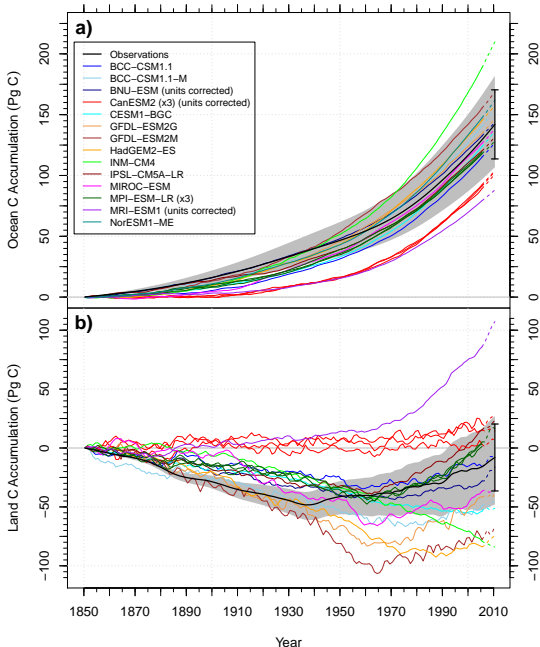 a)
Ocean C Accumulation (Pg C)
200
150
100
50
0
Observations
BCC−CSM1.1
BCC−CSM1.1−M
BNU−ESM (units corrected)
CanESM2 (x3) (units corrected)
CESM1−BGC
GFDL−ESM2G
GFDL−ESM2M
HadGEM2−ES
INM−CM4
IPSL−CM5A−LR
MIROC−ESM
MPI−ESM−LR (x3)
MRI−ESM1 (units corrected)
NorESM1−ME
0
50
100
150
200
b)
Land C Accumulation (Pg C)
100
50
0
−50
−100
−100
−50
0
50
100
1850 1870 1890 1910 1930 1950 1970 1990 2010
Year